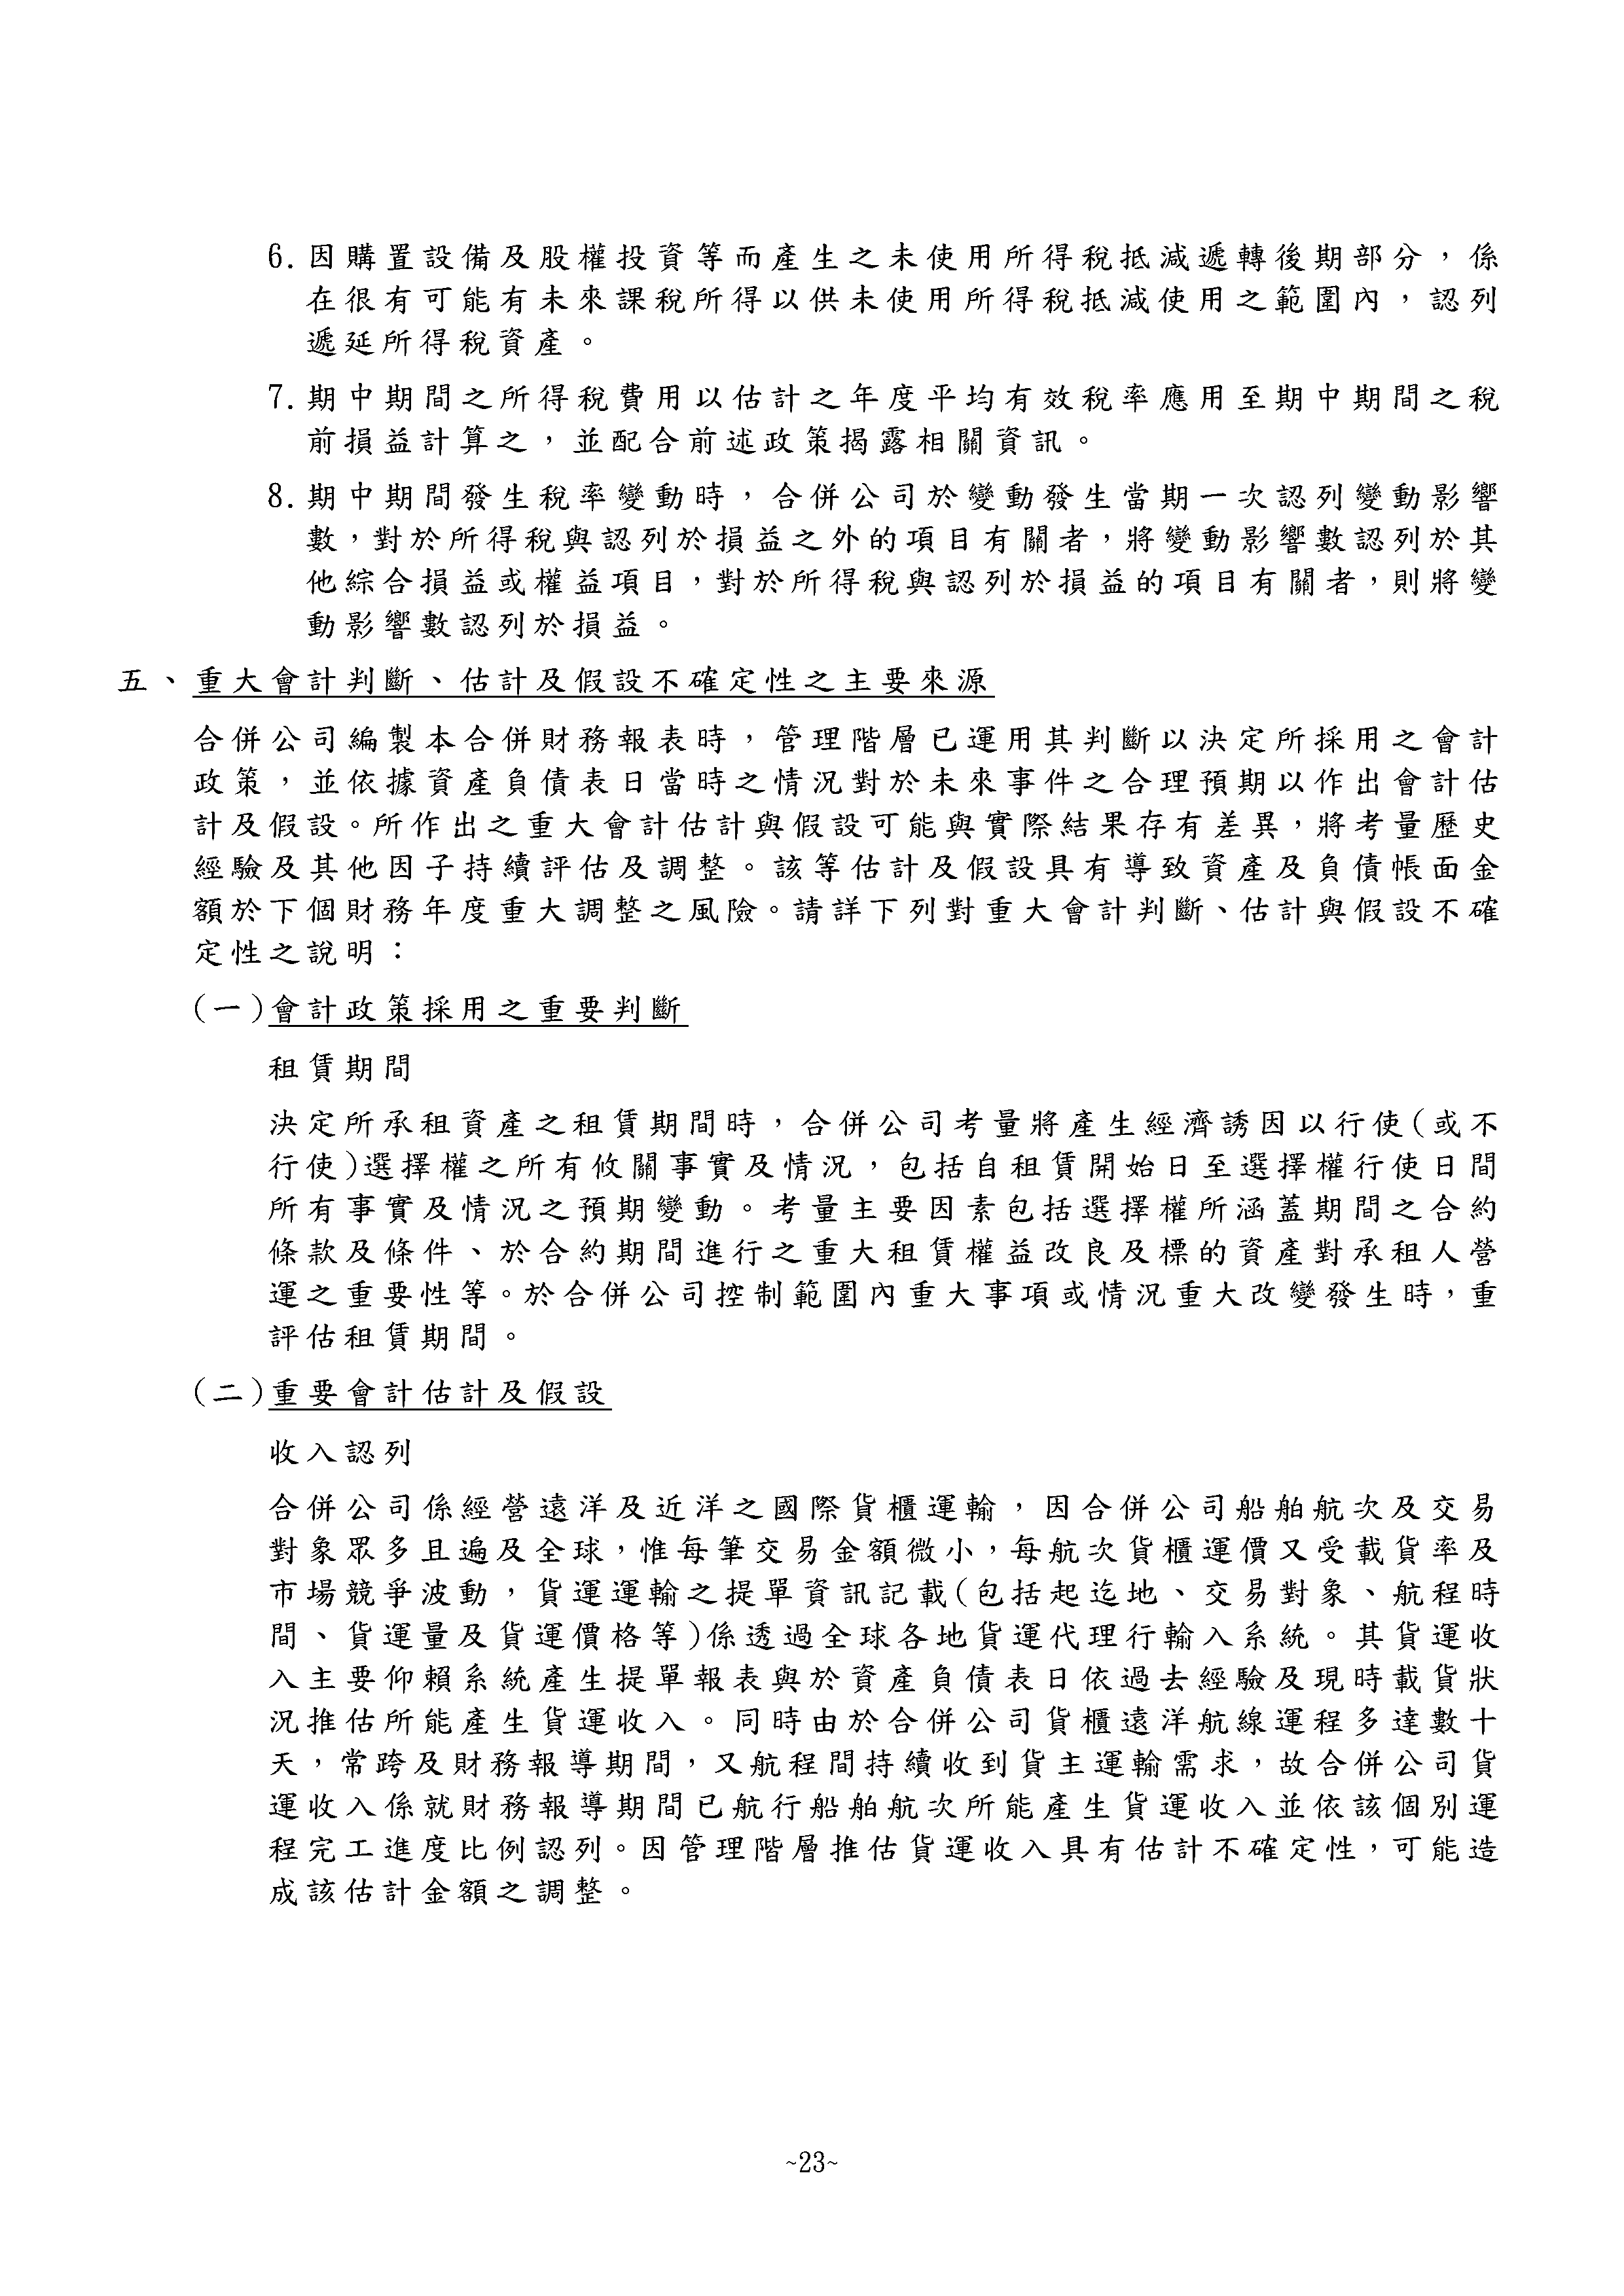 6.因購置設備及股權投資等而產生之未使用所得稅抵減遞轉後期部分，係
在很有可能有未來課稅所得以供未使用所得稅抵減使用之範圍內，認列
遞延所得稅資產。
7.期中期間之所得稅費用以估計之年度平均有效稅率應用至期中期間之稅
前損益計算之，並配合前述政策揭露相關資訊。
8.期中期間發生稅率變動時，合併公司於變動發生當期一次認列變動影響
數，對於所得稅與認列於損益之外的項目有關者，將變動影響數認列於其
他綜合損益或權益項目，對於所得稅與認列於損益的項目有關者，則將變
動影響數認列於損益。
五、重大會計判斷、估計及假設不確定性之主要來源
合併公司編製本合併財務報表時，管理階層已運用其判斷以決定所採用之會計
政策，並依據資產負債表日當時之情況對於未來事件之合理預期以作出會計估
計及假設。所作出之重大會計估計與假設可能與實際結果存有差異，將考量歷史
經驗及其他因子持續評估及調整。該等估計及假設具有導致資產及負債帳面金
額於下個財務年度重大調整之風險。請詳下列對重大會計判斷、估計與假設不確
定性之說明：
(一)會計政策採用之重要判斷
租賃期間
決定所承租資產之租賃期間時，合併公司考量將產生經濟誘因以行使(或不
行使)選擇權之所有攸關事實及情況，包括自租賃開始日至選擇權行使日間
所有事實及情況之預期變動。考量主要因素包括選擇權所涵蓋期間之合約
條款及條件、於合約期間進行之重大租賃權益改良及標的資產對承租人營
運之重要性等。於合併公司控制範圍內重大事項或情況重大改變發生時，重
評估租賃期間。
(二)重要會計估計及假設
收入認列
合併公司係經營遠洋及近洋之國際貨櫃運輸，因合併公司船舶航次及交易
對象眾多且遍及全球，惟每筆交易金額微小，每航次貨櫃運價又受載貨率及
市場競爭波動，貨運運輸之提單資訊記載(包括起迄地、交易對象、航程時
間、貨運量及貨運價格等)係透過全球各地貨運代理行輸入系統。其貨運收
入主要仰賴系統產生提單報表與於資產負債表日依過去經驗及現時載貨狀
況推估所能產生貨運收入。同時由於合併公司貨櫃遠洋航線運程多達數十
天，常跨及財務報導期間，又航程間持續收到貨主運輸需求，故合併公司貨
運收入係就財務報導期間已航行船舶航次所能產生貨運收入並依該個別運
程完工進度比例認列。因管理階層推估貨運收入具有估計不確定性，可能造
成該估計金額之調整。
~23~